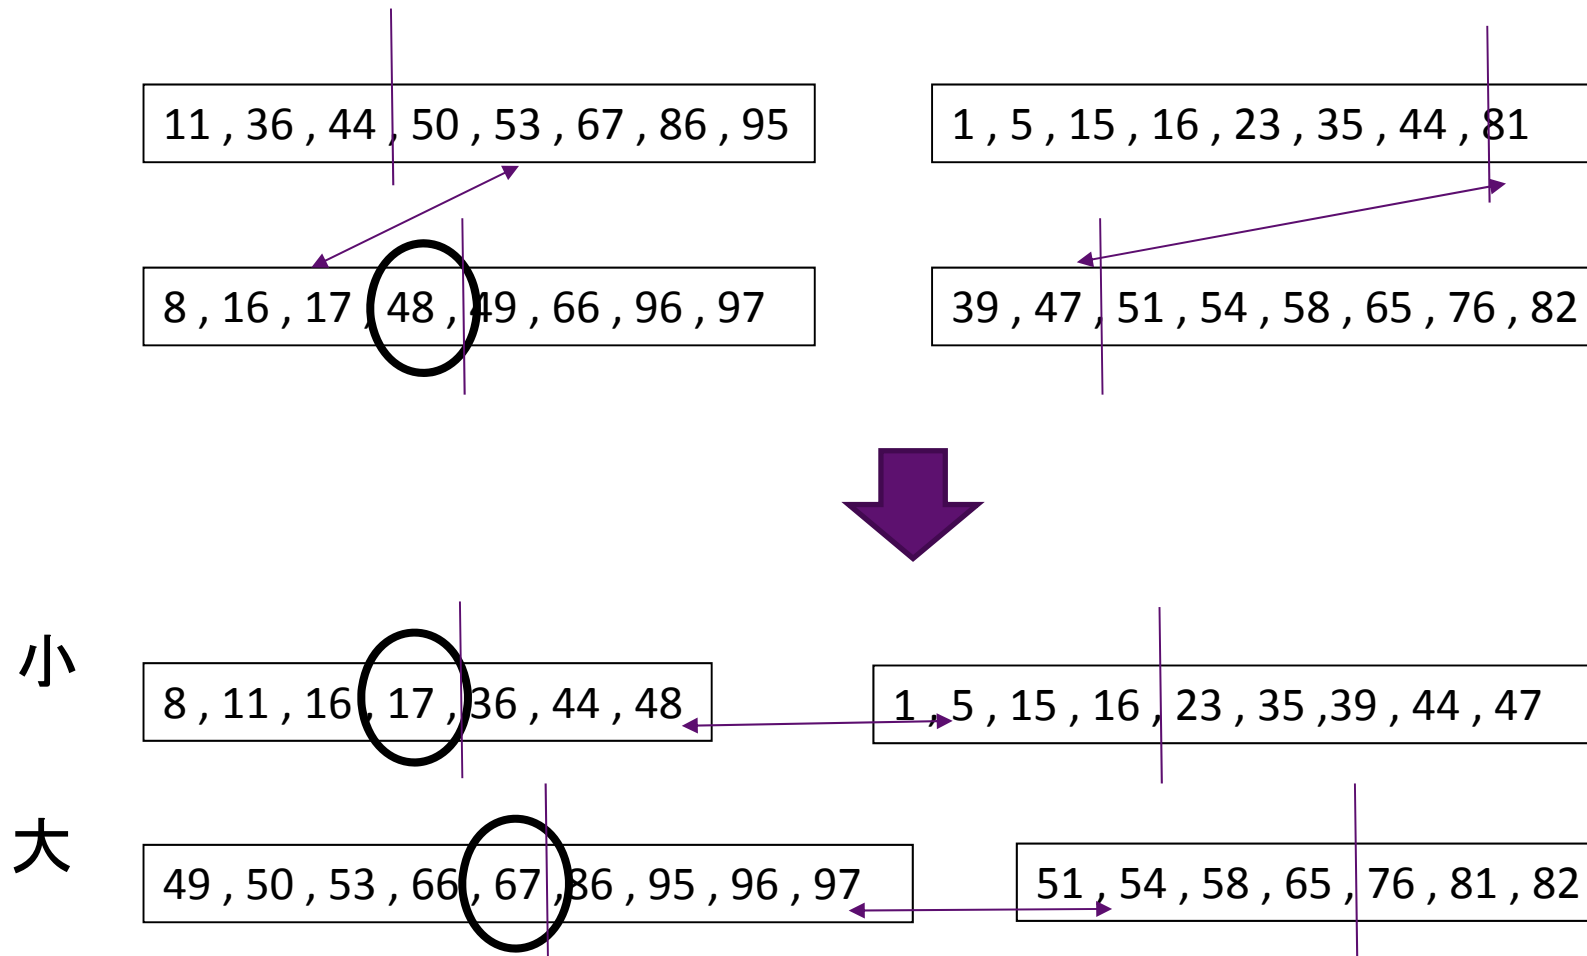 11 , 36 , 44 , 50 , 53 , 67 , 86 , 95
1 , 5 , 15 , 16 , 23 , 35 , 44 , 81
8 , 16 , 17 , 48 , 49 , 66 , 96 , 97
39 , 47 , 51 , 54 , 58 , 65 , 76 , 82
小
8 , 11 , 16 , 17 , 36 , 44 , 48
1 , 5 , 15 , 16 , 23 , 35 ,39 , 44 , 47
大
49 , 50 , 53 , 66 , 67 , 86 , 95 , 96 , 97
51 , 54 , 58 , 65 , 76 , 81 , 82